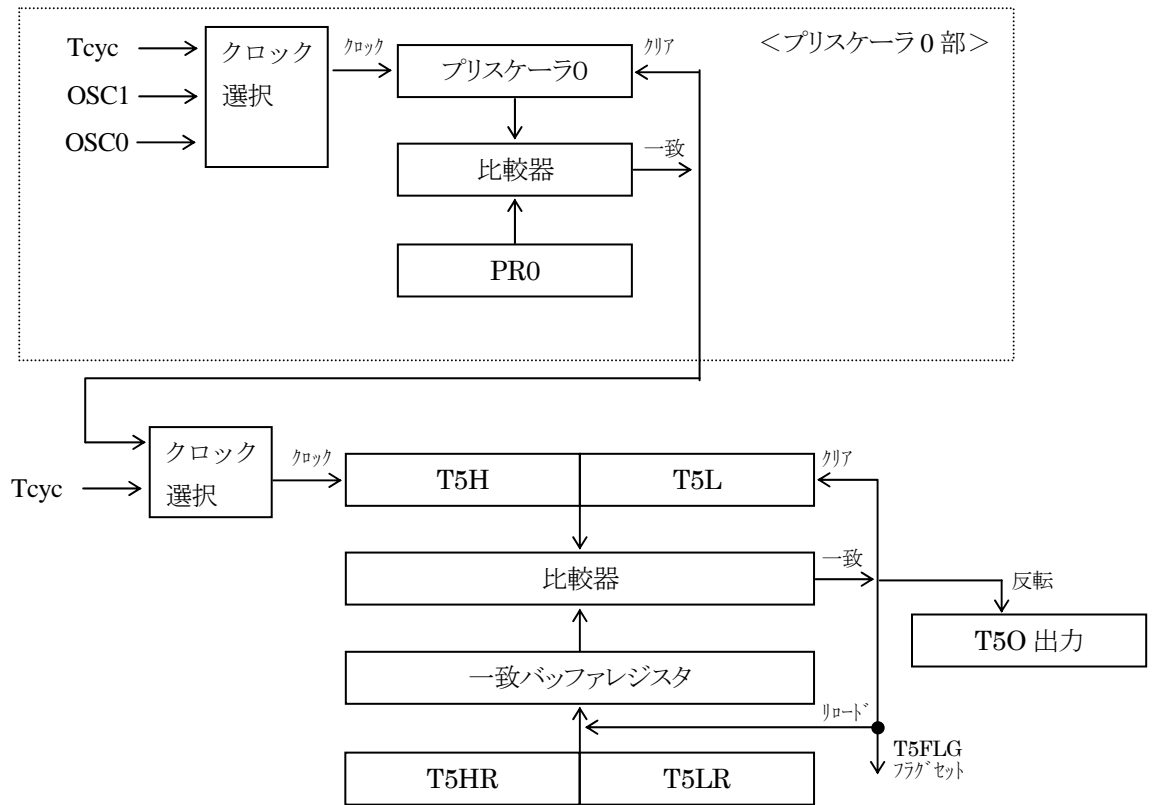 Tcyc
OSC1
OSC0
クロック
選択
クロック
プリスケーラ0
クリア
＜プリスケーラ0部＞
比較器
一致
PR0
Tcyc
クロック
選択
クロック
T5H
T5L
クリア
比較器
一致
反転
T5O 出力
一致バッファレジスタ
リロード
T5HR
T5LR
T5FLG
フラグセット